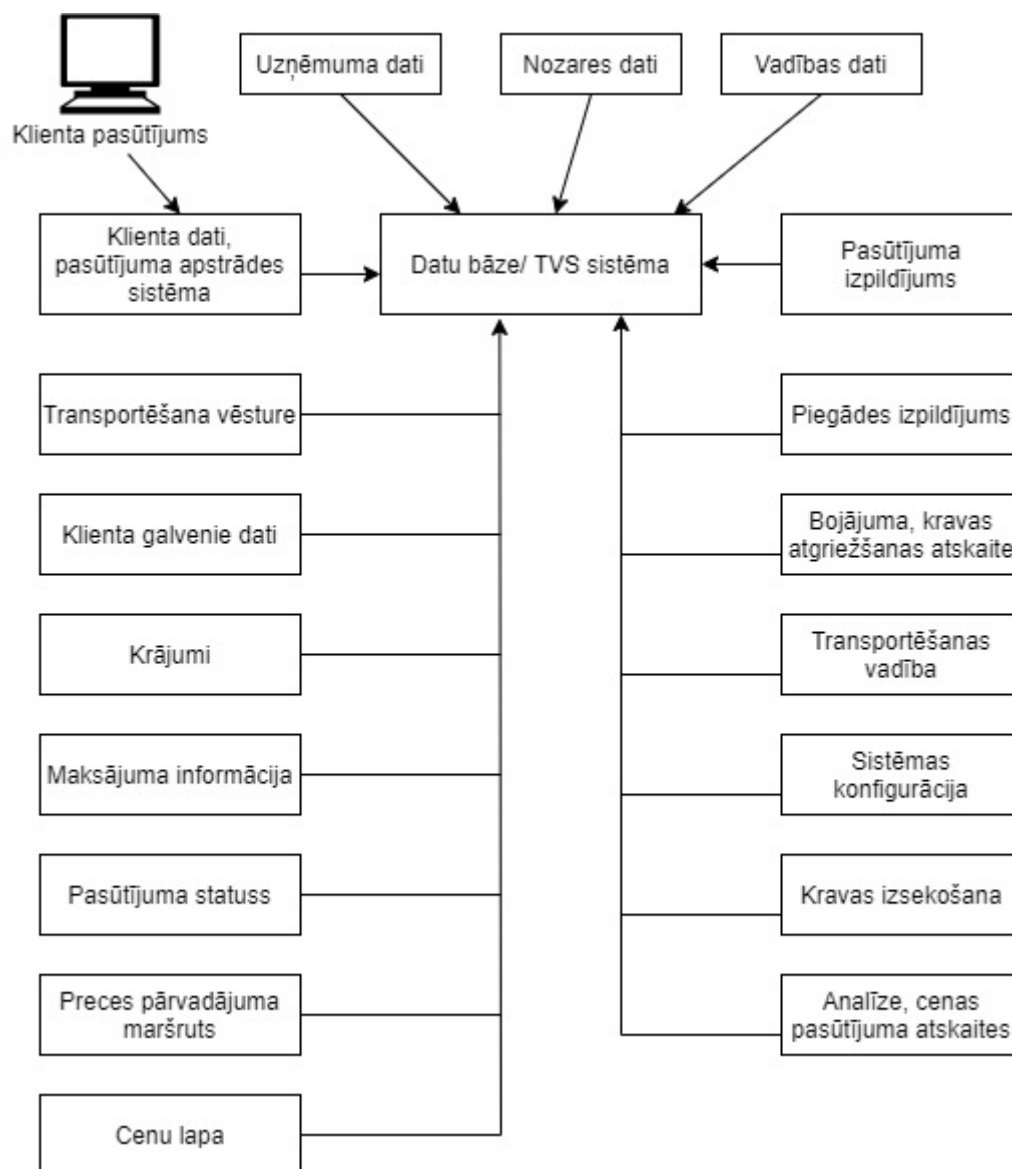 Uzņēmuma dati
Nozares dati
Vadības dati
Klienta pasūtījums
Klienta dati,
pasūtījuma apstrādes
sistēma
Datu bāze/ TVS sistēma
Pasūtījuma
izpildījums
Transportēšana vēsture
Piegādes izpildījums
Klienta galvenie dati
Bojājuma, kravas
atgriežšanas atskaite
Krājumi
Transportēšanas
vadība
Maksājuma informācija
Sistēmas
konfigurācija
Pasūtījuma statuss
Kravas izsekošana
Preces pārvadājuma
maršruts
Analīze, cenas
pasūtījuma atskaites
Cenu lapa